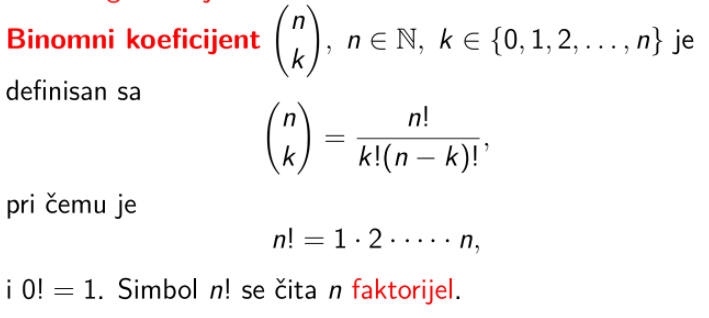 Binomni koeficijent (n k), n ∈ ℕ, k ∈ {0, 1, 2, . . . , n} je
definisan sa
(n k) = n! / k!(n − k)!,
pri čemu je
n! = 1 · 2 · · · · · n,
i 0! = 1. Simbol n! se čita n faktorijel.